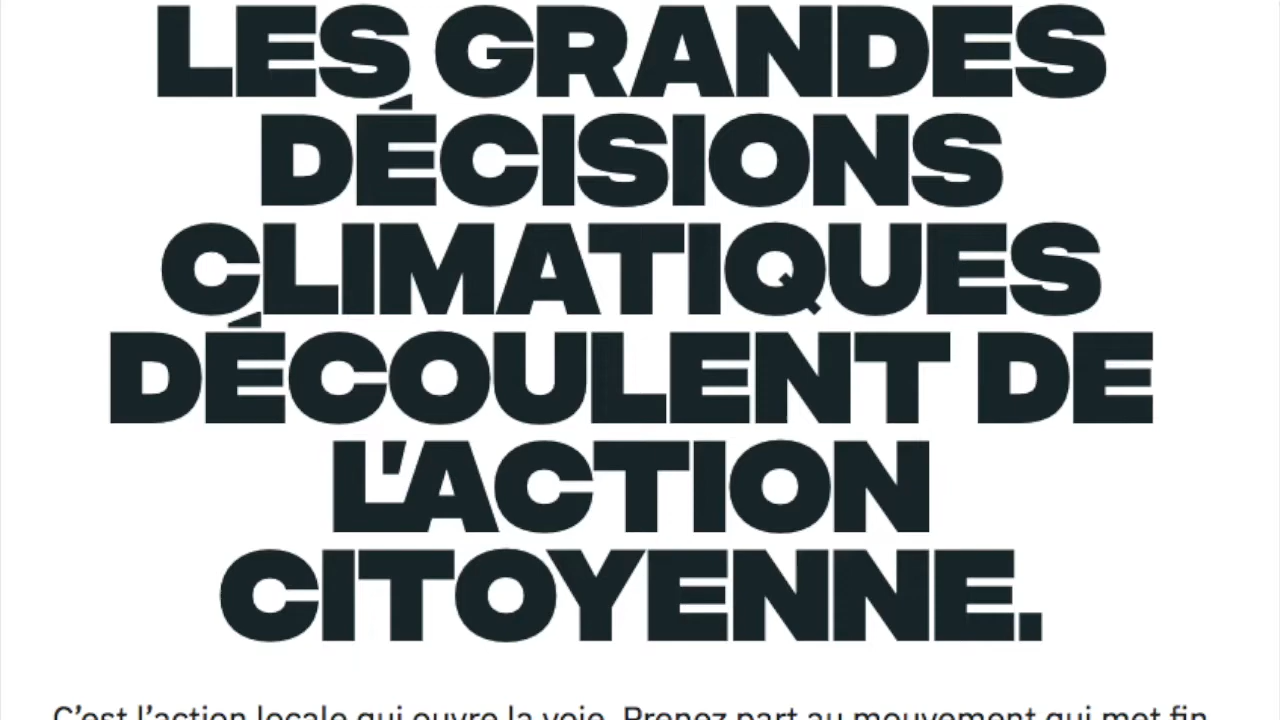 LES GRANDES
DÉCISIONS
CLIMATIQUES
DÉCOULENT DE
L'ACTION
CITOYENNE.
C'est l'action locale qui ouvre la voie. Prenez part au mouvement qui met fin